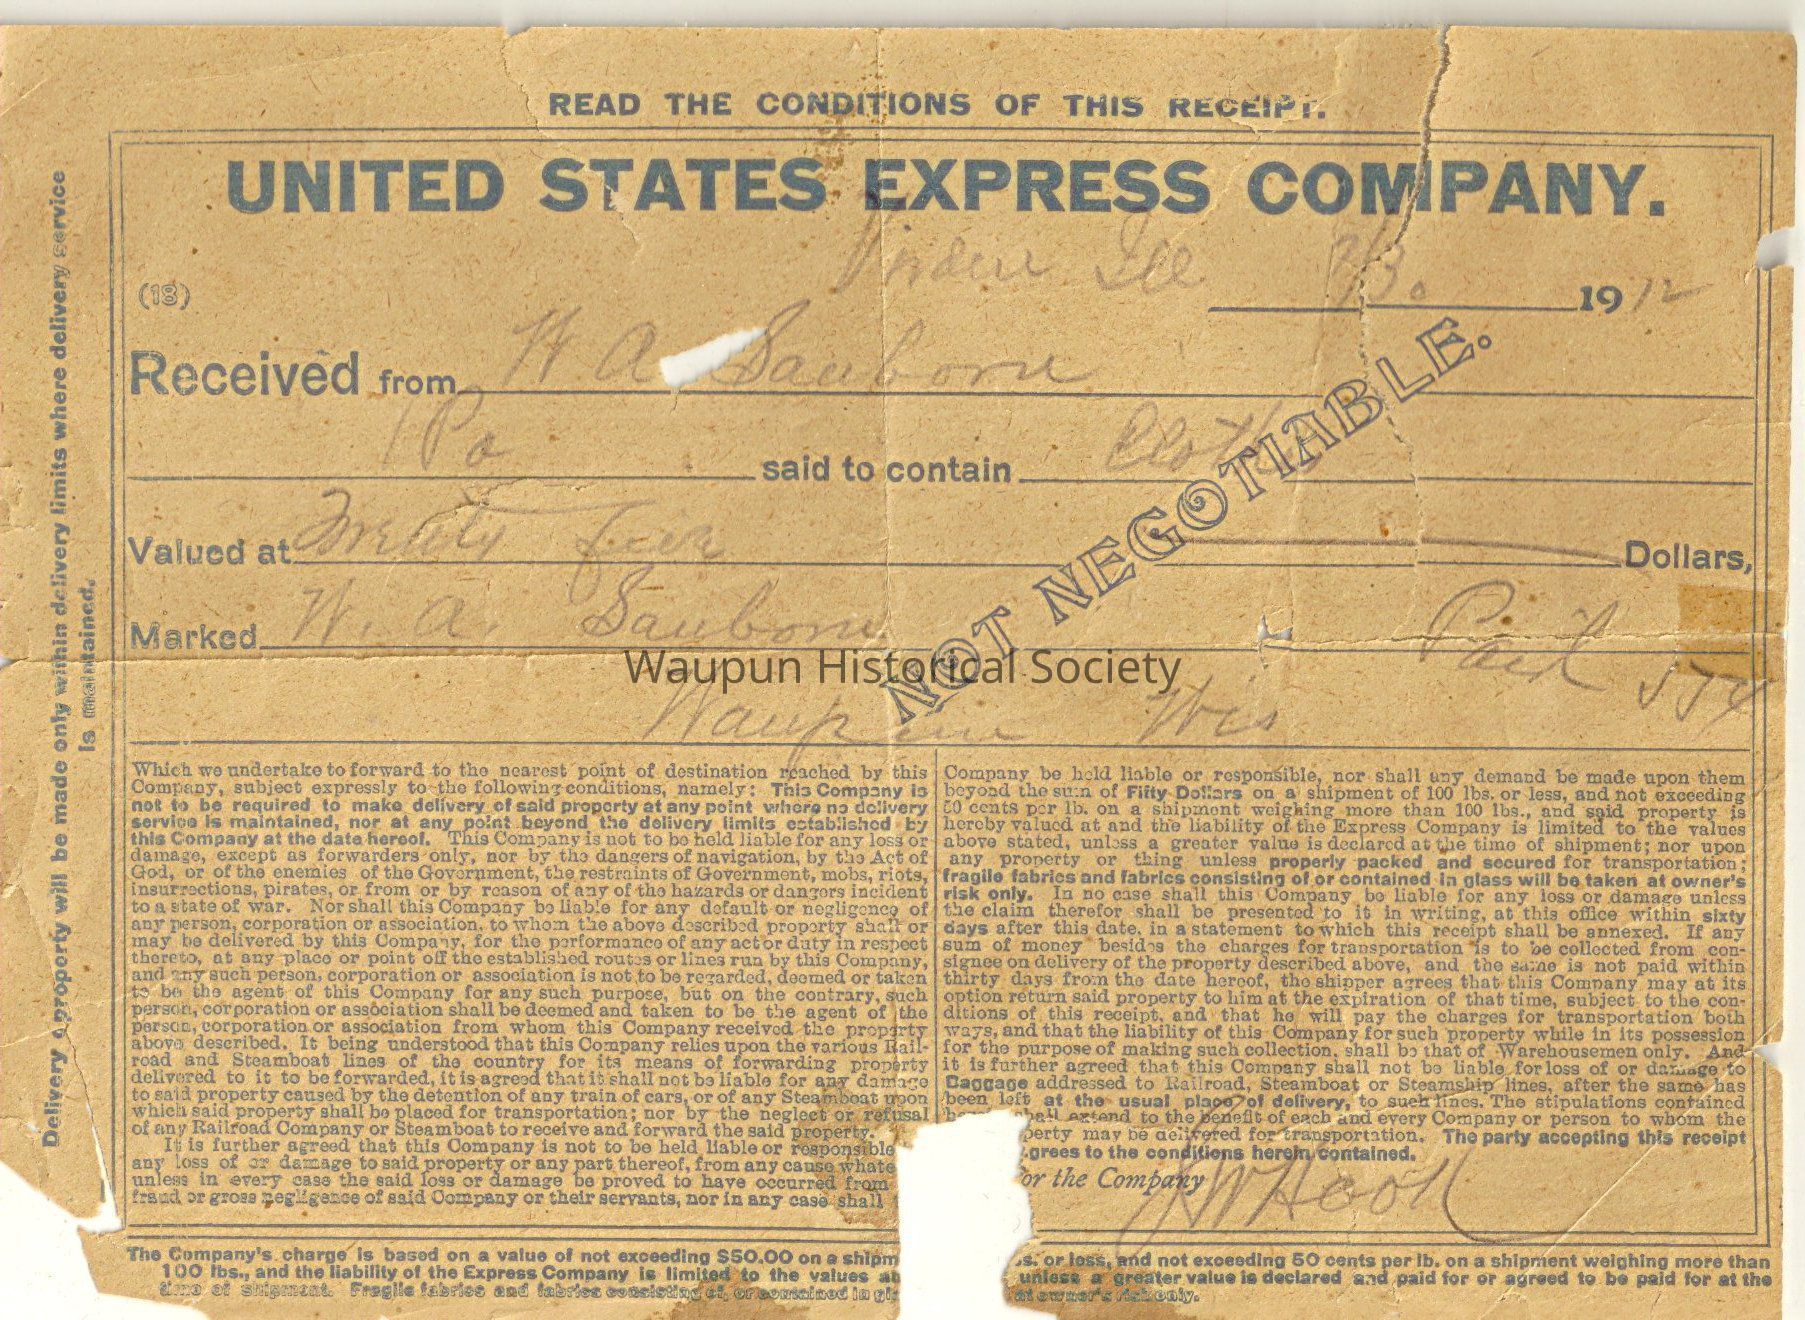 READ THE CONDITIONS OF THIS RECEIPT.
UNITED STATES EXPRESS COMPANY.
Virden Ill 1912
(18)
Received from W A Sanborn
1 Po said to contain Clothes
Valued at Twenty five Dollars,
Marked W. A. Sanborn Paid
Waupun Wis
NOT NEGOTIABLE.
Waupun Historical Society
Delivery of property will be made only within delivery limits where delivery service
is maintained.
Which we undertake to forward to the nearest point of destination reached by this
Company, subject expressly to the following conditions, namely: This Company is
not to be required to make delivery of said property at any point where no delivery
service is maintained, nor at any point beyond the delivery limits established by
this Company at the date hereof. This Company is not to be held liable for any loss or
damage, except as forwarders only, nor by the dangers of navigation, by the Act of
God, or of the enemies of the Government, the restraints of Government, mobs, riots,
insurrections, pirates, or from or by reason of any of the hazards or dangers incident
to a state of war. Nor shall this Company be liable for any default or negligence of
any person, corporation or association, to whom the above described property shall or
may be delivered by this Company, for the performance of any act or duty in respect
thereto, at any place or point off the established routes or lines run by this Company,
and any such person, corporation or association is not to be regarded, deemed or taken
to be the agent of this Company for any such purpose, but on the contrary, such
person, corporation or association shall be deemed and taken to be the agent of the
person, corporation or association from whom this Company received the property
above described. It being understood that this Company relies upon the various Rail-
road and Steamboat lines of the country for its means of forwarding property
delivered to it to be forwarded, it is agreed that it shall not be liable for any damage
to said property caused by the detention of any train of cars, or of any Steamboat upon
which said property shall be placed for transportation; nor by the neglect or refusal
of any Railroad Company or Steamboat to receive and forward the said property.
It is further agreed that this Company is not to be held liable or responsible
any loss of or damage to said property or any part thereof, from any cause whate
unless in every case the said loss or damage be proved to have occurred from
fraud or gross negligence of said Company or their servants, nor in any case shall
Company be held liable or responsible, nor shall any demand be made upon them
beyond the sum of Fifty Dollars on a shipment of 100 lbs. or less, and not exceeding
50 cents per lb. on a shipment weighing more than 100 lbs., and said property is
hereby valued at and the liability of the Express Company is limited to the values
above stated, unless a greater value is declared at the time of shipment; nor upon
any property or thing unless properly packed and secured for transportation;
fragile fabrics and fabrics consisting of or contained in glass will be taken at owner's
risk only. In no case shall this Company be liable for any loss or damage unless
the claim therefor shall be presented to it in writing, at this office within sixty
days after this date, in a statement to which this receipt shall be annexed. If any
sum of money besides the charges for transportation is to be collected from con-
signee on delivery of the property described above, and the same is not paid within
thirty days from the date hereof, the shipper agrees that this Company may at its
option return said property to him at the expiration of that time, subject to the con-
ditions of this receipt, and that he will pay the charges for transportation both
ways, and that the liability of this Company for such property while in its possession
for the purpose of making such collection, shall be that of Warehousemen only. And
it is further agreed that this Company shall not be liable for loss of or damage to
Baggage addressed to Railroad, Steamboat or Steamship lines, after the same has
been left at the usual place of delivery, to such lines. The stipulations contained
shall extend to the benefit of each and every Company or person to whom the
perty may be delivered for transportation. The party accepting this receipt
grees to the conditions herein contained.
or the Company
The Company's charge is based on a value of not exceeding $50.00 on a shipm s. or less, and not exceeding 50 cents per lb. on a shipment weighing more than
100 lbs., and the liability of the Express Company is limited to the values ab unless a greater value is declared and paid for or agreed to be paid for at the
time of shipment. Fragile fabrics and fabrics consisting of, or contained in gl at owner's risk only.